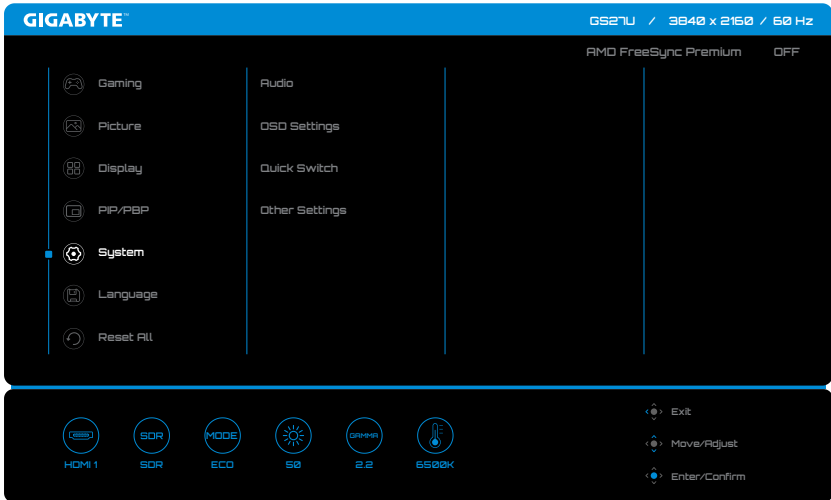 GIGABYTE™ GS27U / 3840 x 2160 / 60 Hz
AMD FreeSync Premium OFF
Gaming Audio
Picture OSD Settings
Display Quick Switch
PIP/PBP Other Settings
System
Language
Reset All
Exit
SDR MODE GAMMA
Move/Adjust
HDMI 1 SDR ECO 50 2.2 6500K
Enter/Confirm